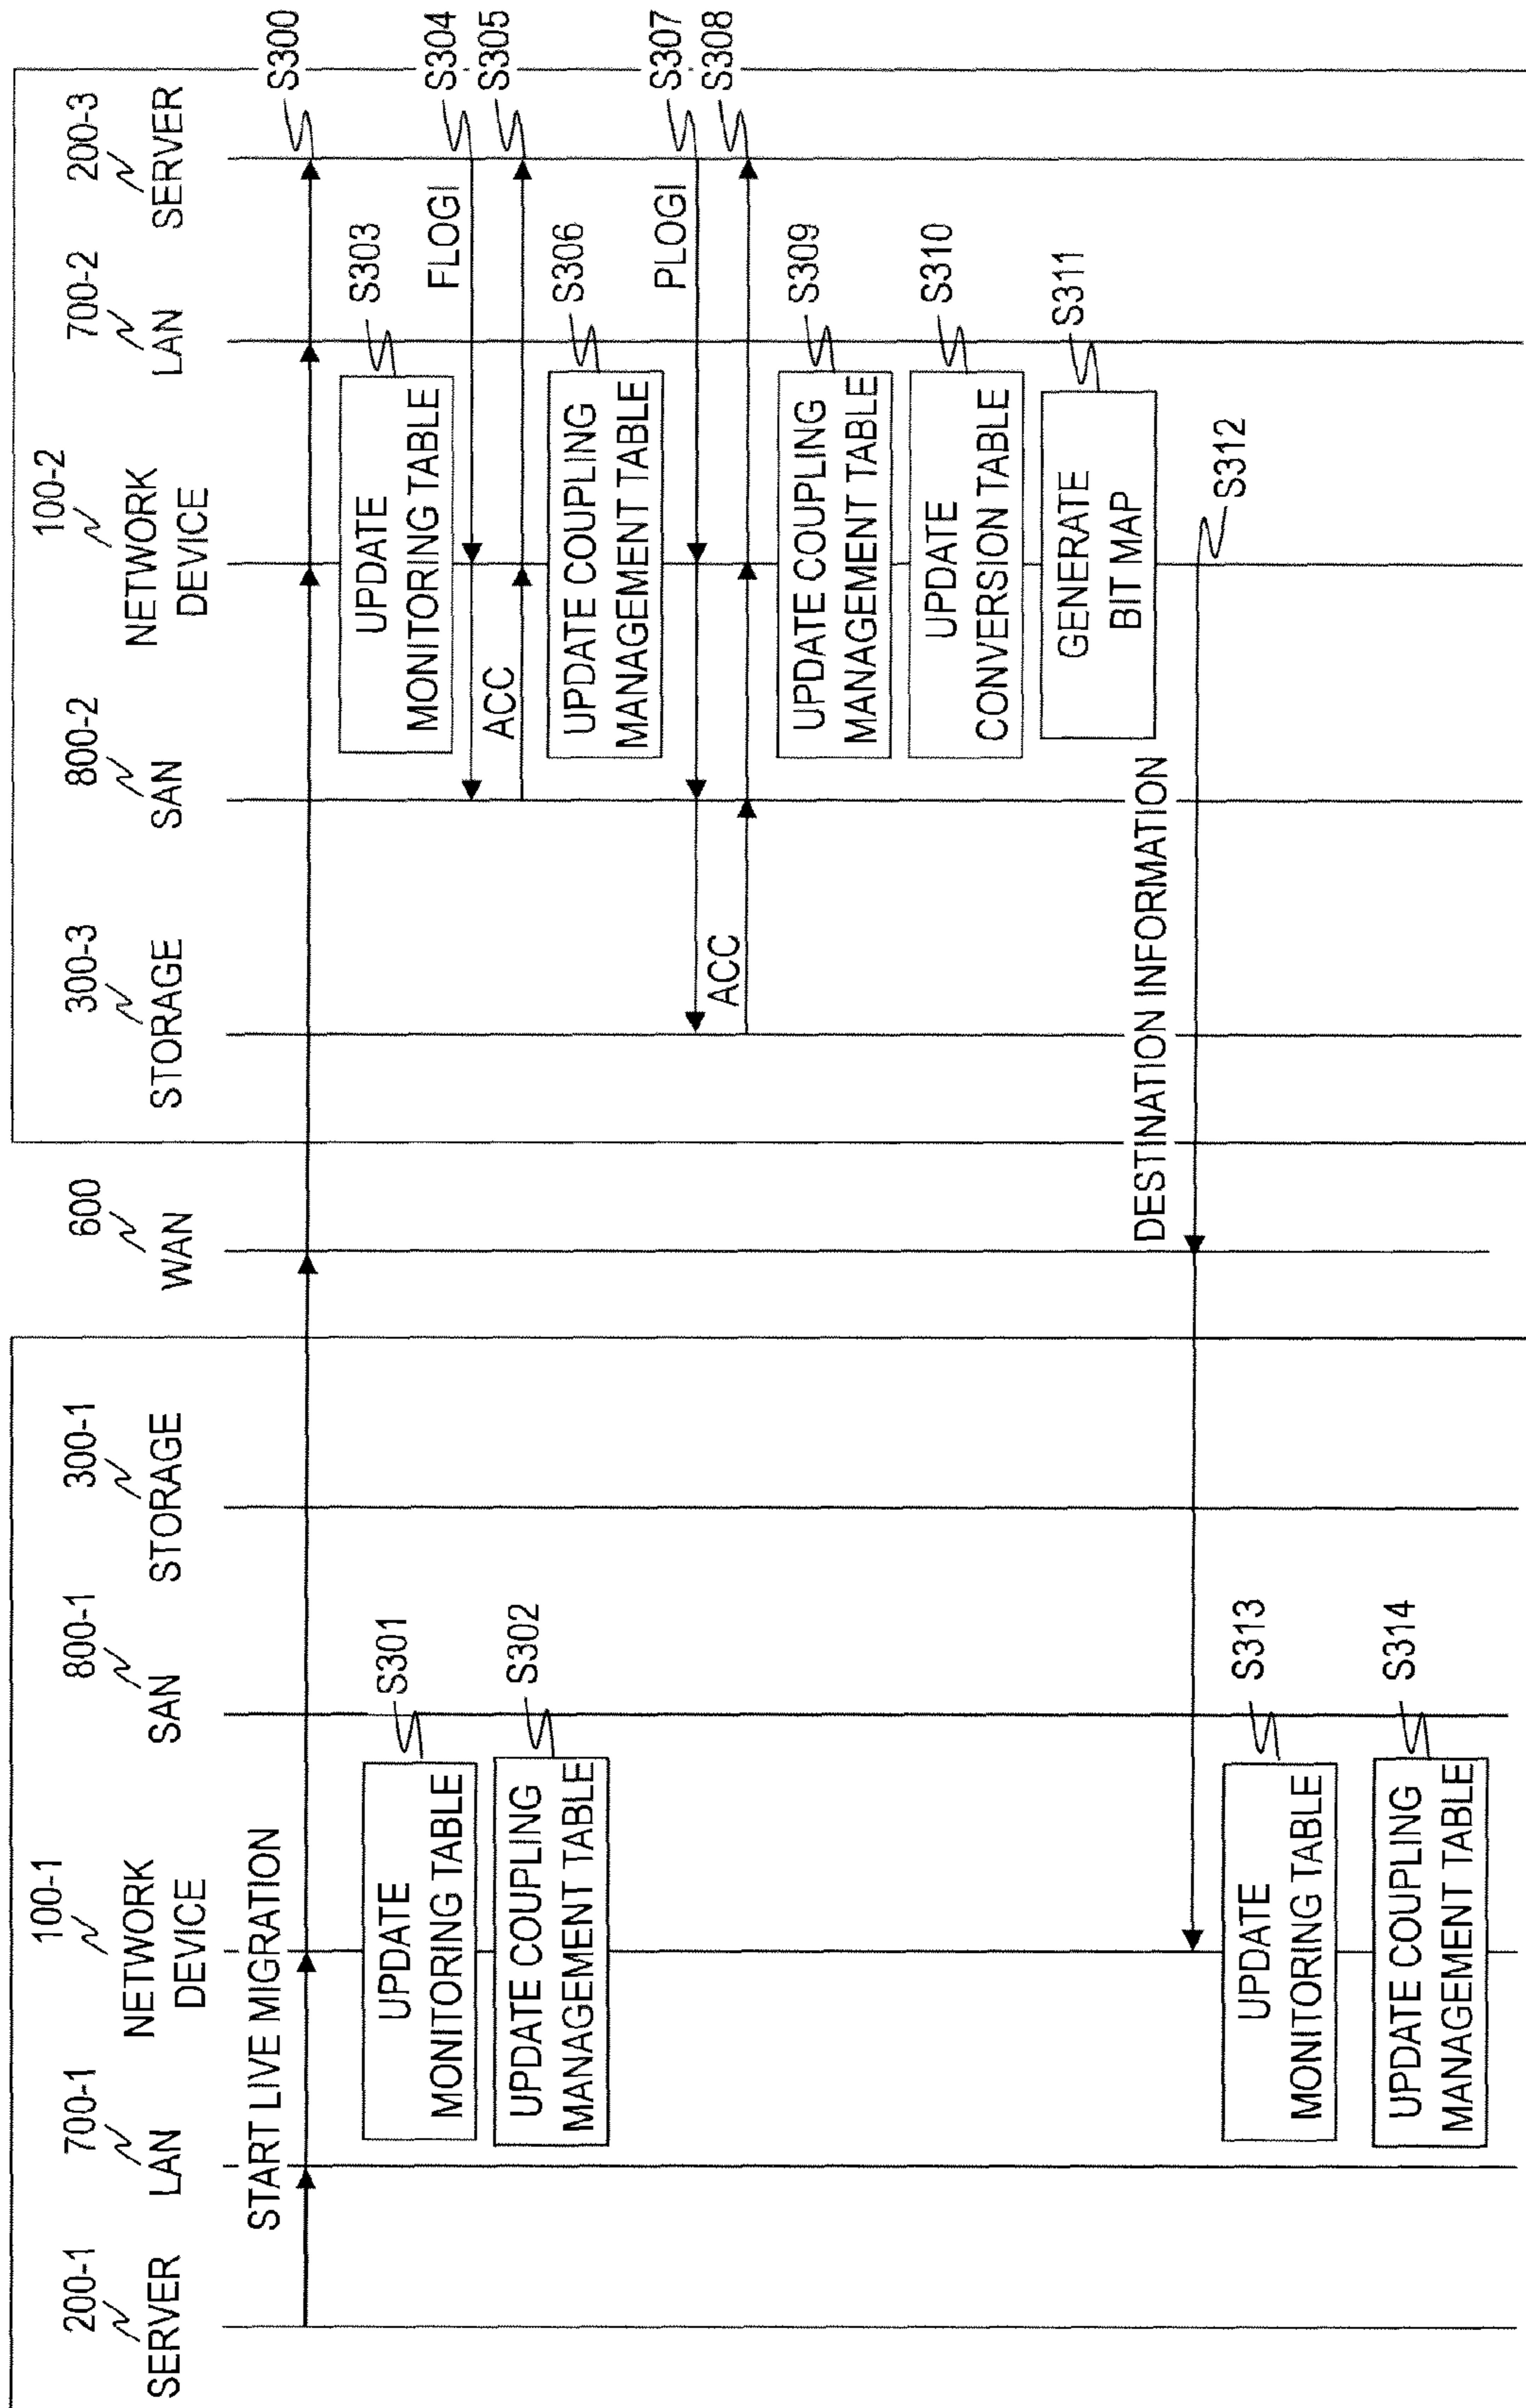 200-1
SERVER
700-1
LAN
100-1
NETWORK
DEVICE
800-1
SAN
300-1
STORAGE
600
WAN
300-3
STORAGE
800-2
SAN
100-2
NETWORK
DEVICE
700-2
LAN
200-3
SERVER
START LIVE MIGRATION
S300
UPDATE
MONITORING TABLE
S301
UPDATE COUPLING
MANAGEMENT TABLE
S302
UPDATE
MONITORING TABLE
S303
FLOGI
S304
ACC
S305
UPDATE COUPLING
MANAGEMENT TABLE
S306
PLOGI
S307
ACC
S308
UPDATE COUPLING
MANAGEMENT TABLE
S309
UPDATE
CONVERSION TABLE
S310
GENERATE
BIT MAP
S311
DESTINATION INFORMATION
S312
UPDATE
MONITORING TABLE
S313
UPDATE COUPLING
MANAGEMENT TABLE
S314